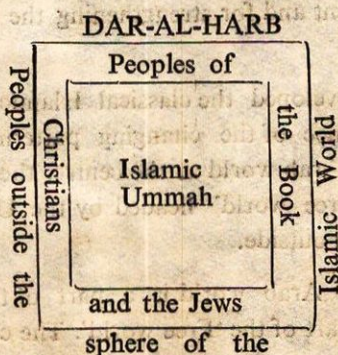 DAR-AL-HARB
Peoples of
the Book
Christians
and the Jews
Islamic
Ummah
Peoples outside the
sphere of the
Islamic World